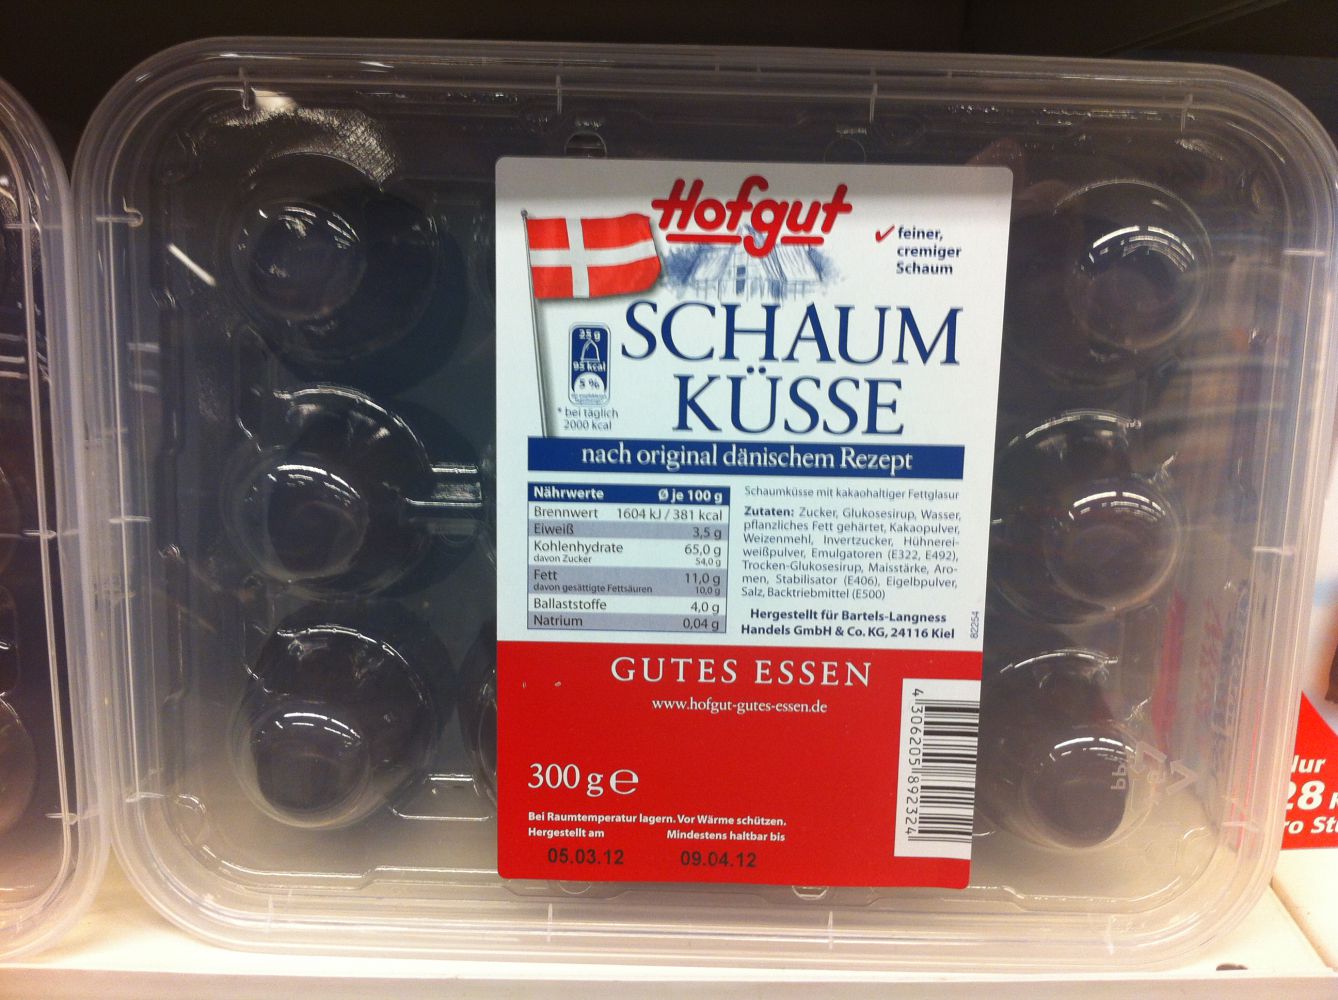 Hofgut
feiner,
cremiger
Schaum
SCHAUM
KÜSSE
25 g
95 kcal
5 %
* bei täglich
2000 kcal
nach original dänischem Rezept
Nährwerte Ø je 100 g
Brennwert 1604 kJ / 381 kcal
Eiweiß 3,5 g
Kohlenhydrate 65,0 g
davon Zucker 54,0 g
Fett 11,0 g
davon gesättigte Fettsäuren 10,0 g
Ballaststoffe 4,0 g
Natrium 0,04 g
Schaumküsse mit kakaohaltiger Fettglasur
Zutaten: Zucker, Glukosesirup, Wasser,
pflanzliches Fett gehärtet, Kakaopulver,
Weizenmehl, Invertzucker, Hühnerei-
weißpulver, Emulgatoren (E322, E492),
Trocken-Glukosesirup, Maisstärke, Aro-
men, Stabilisator (E406), Eigelbpulver,
Salz, Backtriebmittel (E500)
Hergestellt für Bartels-Langness
Handels GmbH & Co. KG, 24116 Kiel
82254
GUTES ESSEN
www.hofgut-gutes-essen.de
4 306205 892324
300 g e
Bei Raumtemperatur lagern. Vor Wärme schützen.
Hergestellt am Mindestens haltbar bis
05.03.12 09.04.12
28